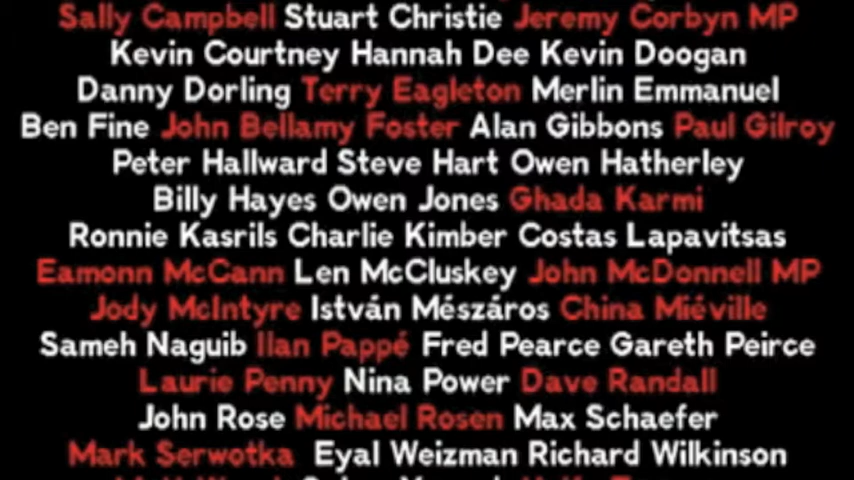 Sally Campbell Stuart Christie Jeremy Corbyn MP
Kevin Courtney Hannah Dee Kevin Doogan
Danny Dorling Terry Eagleton Merlin Emmanuel
Ben Fine John Bellamy Foster Alan Gibbons Paul Gilroy
Peter Hallward Steve Hart Owen Hatherley
Billy Hayes Owen Jones Ghada Karmi
Ronnie Kasrils Charlie Kimber Costas Lapavitsas
Eamonn McCann Len McCluskey John McDonnell MP
Jody McIntyre István Mészáros China Miéville
Sameh Naguib Ilan Pappé Fred Pearce Gareth Peirce
Laurie Penny Nina Power Dave Randall
John Rose Michael Rosen Max Schaefer
Mark Serwotka Eyal Weizman Richard Wilkinson